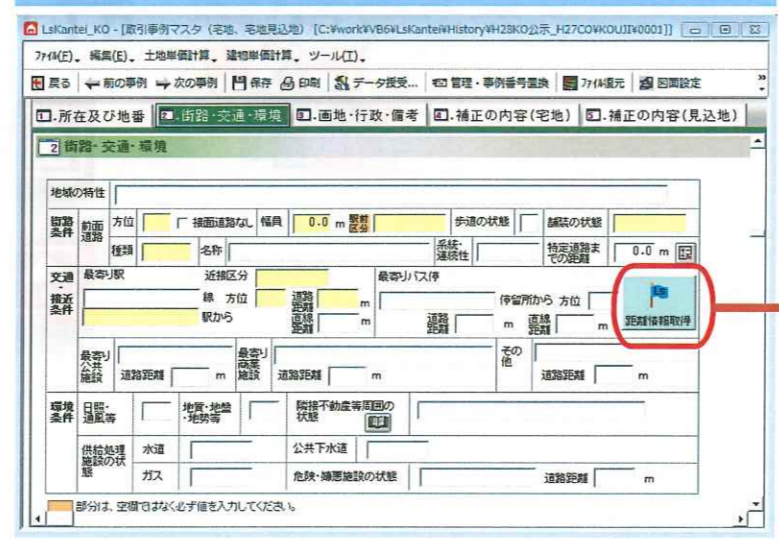 LsKantei_KO - [取引事例マスタ (宅地、宅地見込地) [C:¥work¥VB6¥LsKantei¥History¥H28KO公示_H27CO¥KOUJI¥0001]]
ファイル(F)、 編集(E)、 土地単価計算、 建物単価計算、 ツール(T)、
戻る 前の事例 次の事例 保存 印刷 データ授受... 管理・事例番号置換 ファイル復元 図面設定
1.所在及び地番 2.街路・交通・環境 3.画地・行政・備考 4.補正の内容(宅地) 5.補正の内容(見込地)
2 街路・交通・環境
地域の特性
街路条件 前面道路 方位 接面道路なし 幅員 0.0 m 駅前区分 歩道の状態 舗装の状態
種類 名称 系統・連続性 特定道路までの距離 0.0 m
交通・接近条件 最寄り駅 近接区分 最寄りバス停
線 方位 道路距離 m 停留所から 方位
駅から 直線距離 m 道路距離 m 直線距離 m
Ls 距離情報取得
最寄り公共施設 道路距離 m 最寄り商業施設 道路距離 m その他 道路距離 m
環境条件 日照・通風等 地質・地盤・地勢等 隣接不動産等周囲の状態
供給処理施設の状態 水道 公共下水道
ガス 危険・嫌悪施設の状態 道路距離 m
部分は、空欄ではなく必ず値を入力してください。